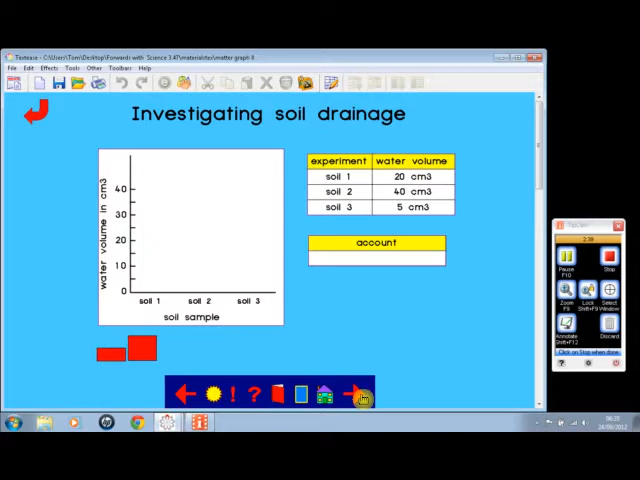 Textease - C:\Users\Tom\Desktop\Forwards with Science 3.47\materials\tex\matter graph 8
File Edit Effects Tools Other Toolbars Help
Investigating soil drainage
water volume in cm3
40
30
20
10
0
soil 1 soil 2 soil 3
soil sample
experiment water volume
soil 1 20 cm3
soil 2 40 cm3
soil 3 5 cm3
account
! ?
2:38
Pause F10
Stop
Zoom F9
Lock Shift+F9
Select Window
Annotate Shift+F12
Discard
Click on Stop when done.
24/08/2012